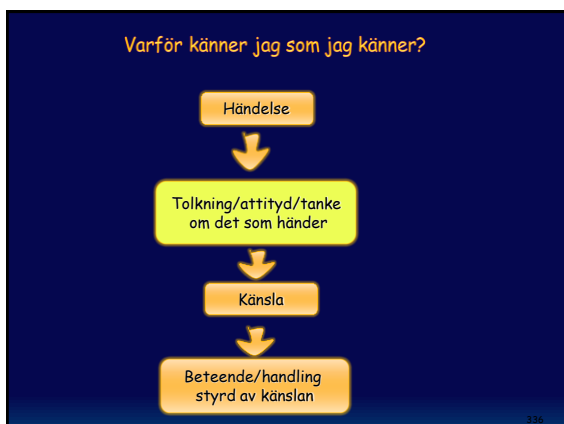 Varför känner jag som jag känner?
Händelse
Tolkning/attityd/tanke
om det som händer
Känsla
Beteende/handling
styrd av känslan
336